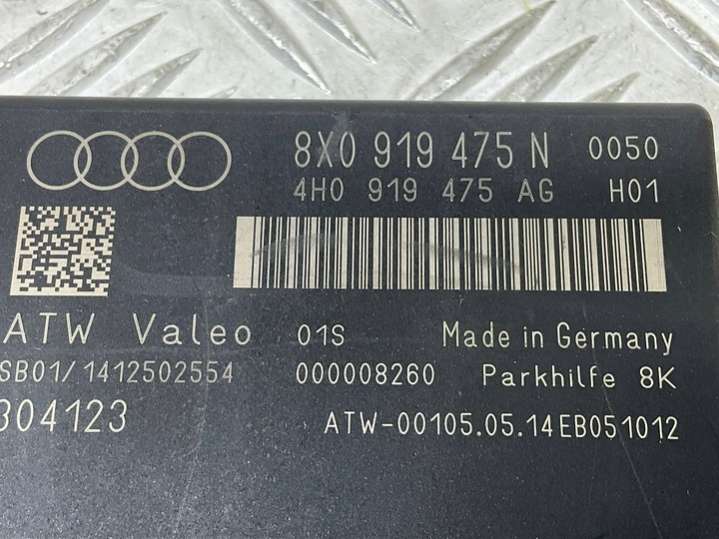 8X0 919 475 N 0050
4H0 919 475 AG H01
ATW Valeo 01S Made in Germany
SB01/1412502554 000008260 Parkhilfe 8K
304123 ATW-00105.05.14EB051012